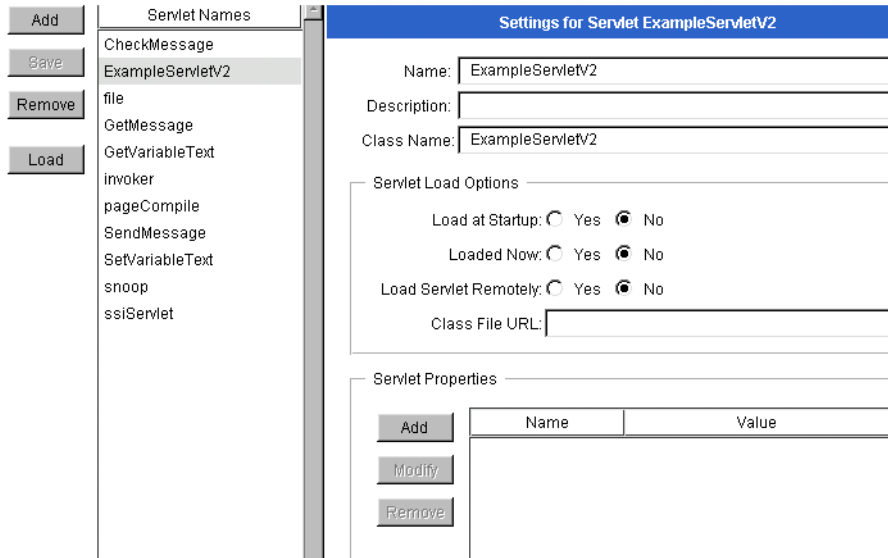 Add
Save
Remove
Load
Servlet Names
CheckMessage
ExampleServletV2
file
GetMessage
GetVariableText
invoker
pageCompile
SendMessage
SetVariableText
snoop
ssiServlet
Settings for Servlet ExampleServletV2
Name: ExampleServletV2
Description:
Class Name: ExampleServletV2
Servlet Load Options
Load at Startup: Yes No
Loaded Now: Yes No
Load Servlet Remotely: Yes No
Class File URL:
Servlet Properties
Add
Modify
Remove
Name Value